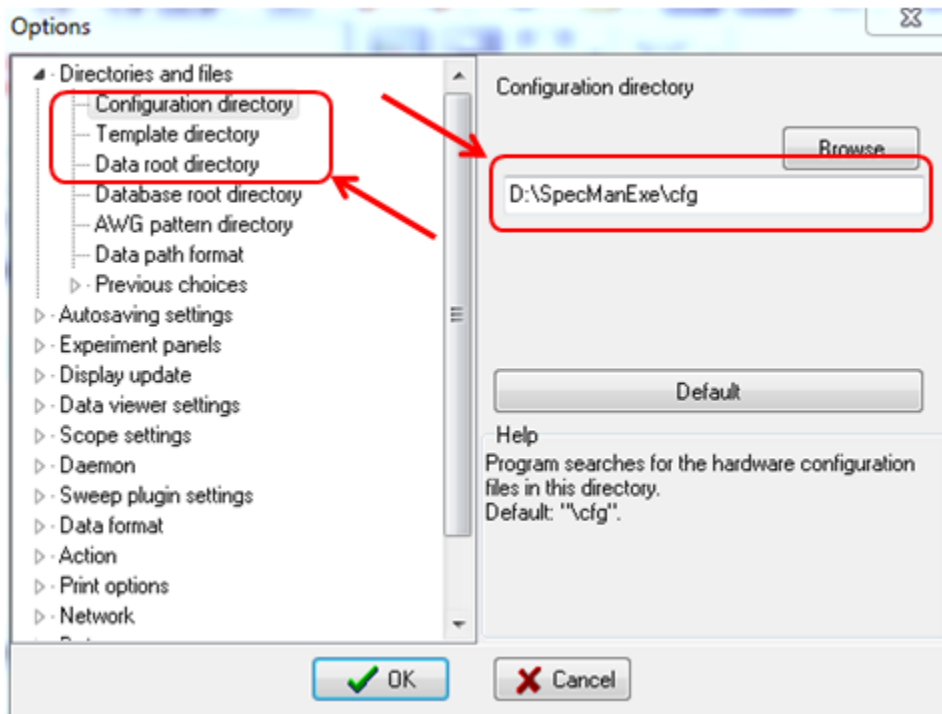 Options
Directories and files
Configuration directory
Template directory
Data root directory
Database root directory
AWG pattern directory
Data path format
Previous choices
Autosaving settings
Experiment panels
Display update
Data viewer settings
Scope settings
Daemon
Sweep plugin settings
Data format
Action
Print options
Network
Configuration directory
Browse
D:\SpecManExe\cfg
Default
Help
Program searches for the hardware configuration
files in this directory.
Default: "\cfg".
OK
Cancel